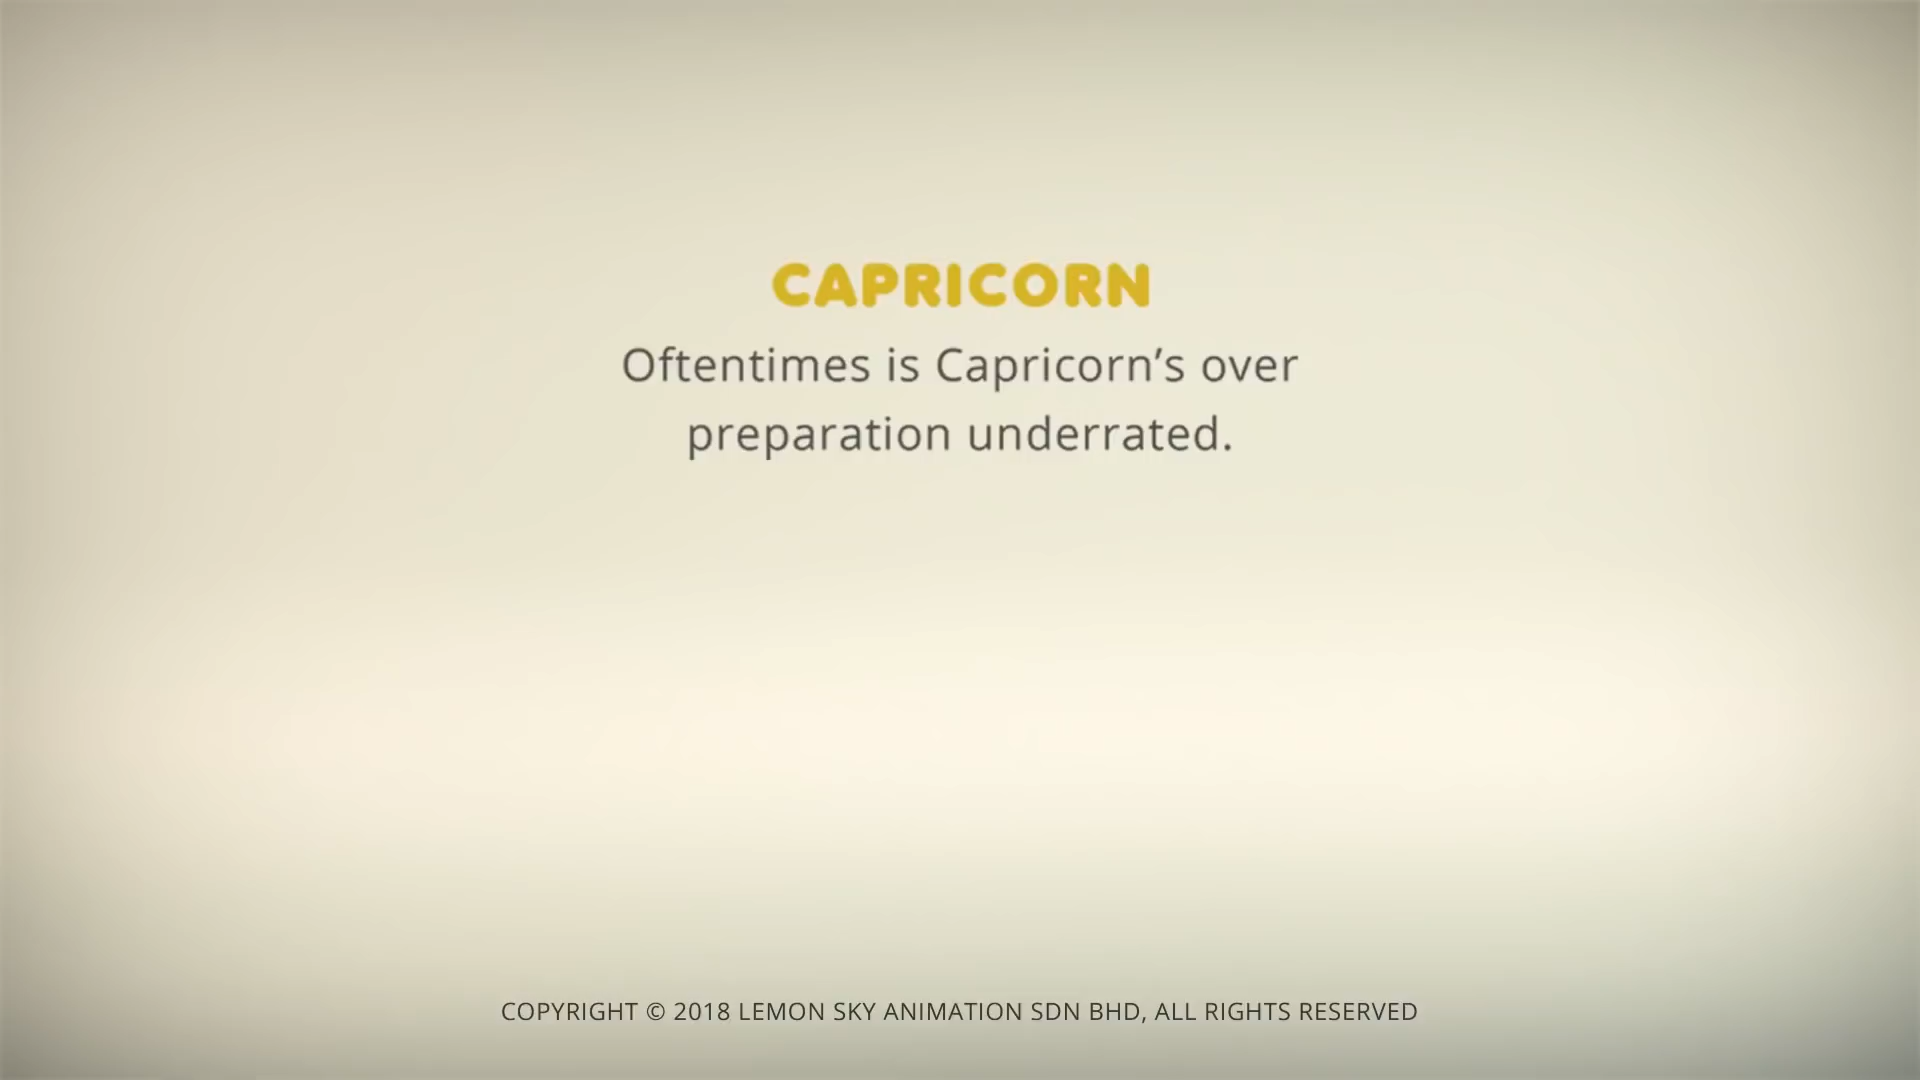 CAPRICORN
Oftentimes is Capricorn’s over
preparation underrated.
COPYRIGHT © 2018 LEMON SKY ANIMATION SDN BHD, ALL RIGHTS RESERVED